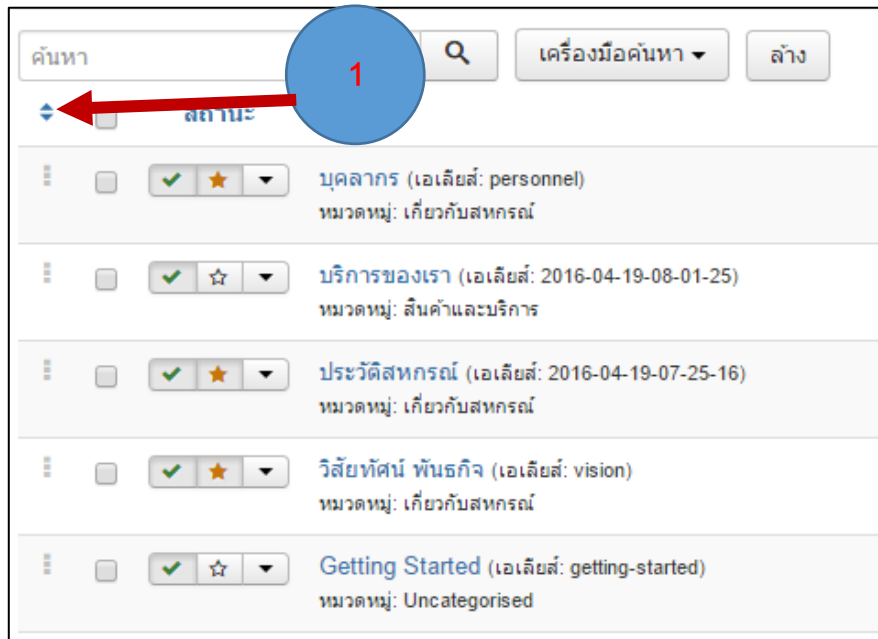 ค้นหา
1
เครื่องมือค้นหา
ล้าง
สถานะ
บุคลากร (เอเลียส์: personnel)
หมวดหมู่: เกี่ยวกับสหกรณ์
บริการของเรา (เอเลียส์: 2016-04-19-08-01-25)
หมวดหมู่: สินค้าและบริการ
ประวัติสหกรณ์ (เอเลียส์: 2016-04-19-07-25-16)
หมวดหมู่: เกี่ยวกับสหกรณ์
วิสัยทัศน์ พันธกิจ (เอเลียส์: vision)
หมวดหมู่: เกี่ยวกับสหกรณ์
Getting Started (เอเลียส์: getting-started)
หมวดหมู่: Uncategorised